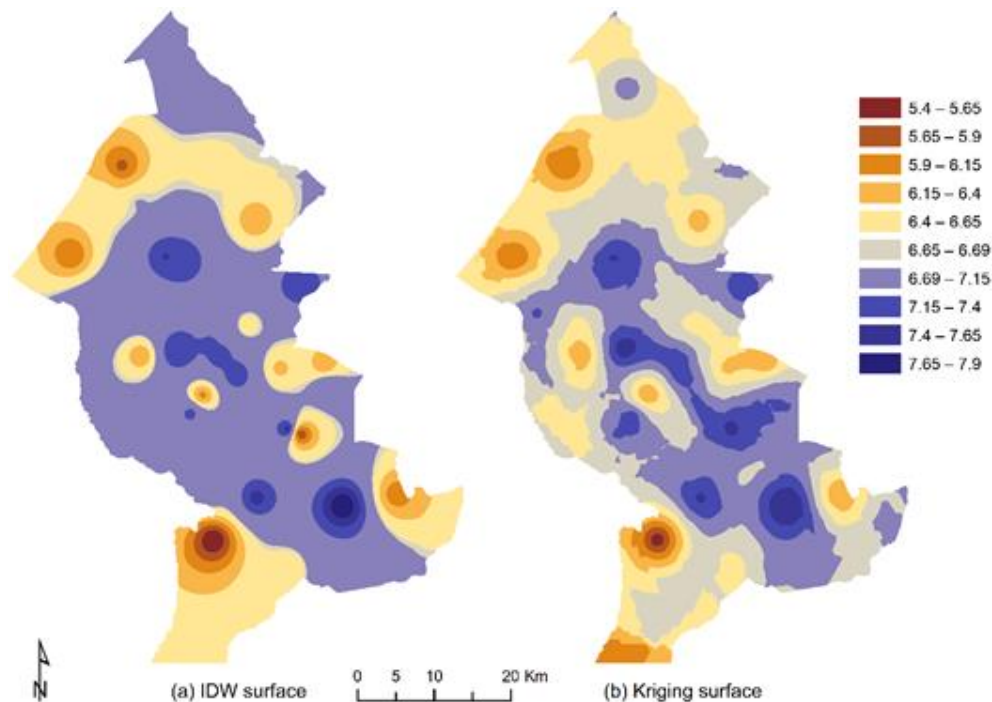 5.4 – 5.65
5.65 – 5.9
5.9 – 6.15
6.15 – 6.4
6.4 – 6.65
6.65 – 6.69
6.69 – 7.15
7.15 – 7.4
7.4 – 7.65
7.65 – 7.9
N
(a) IDW surface
0 5 10 20 Km
(b) Kriging surface